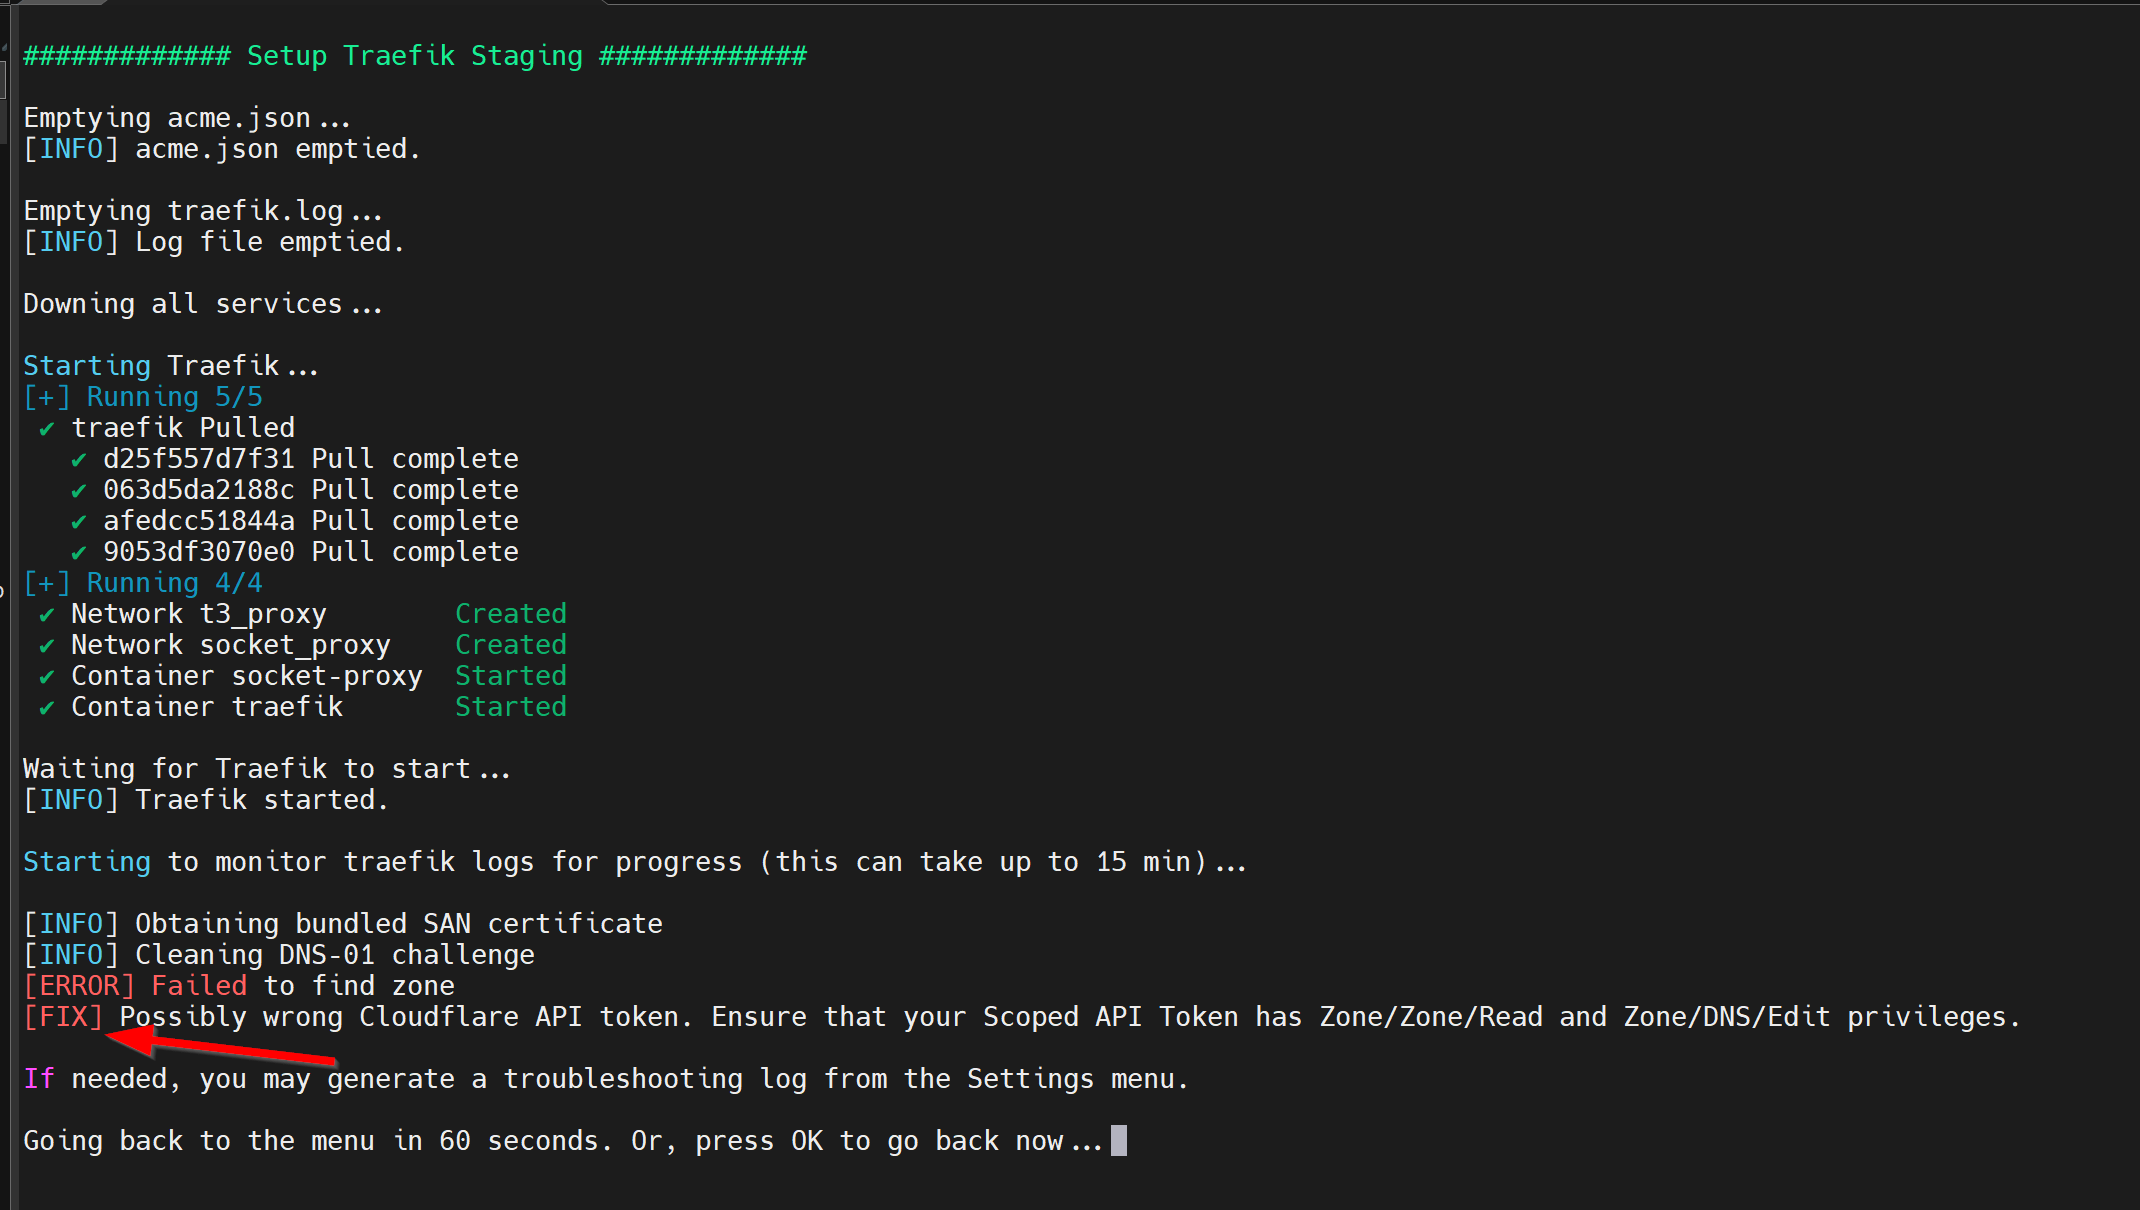 ############# Setup Traefik Staging #############
Emptying acme.json...
[INFO] acme.json emptied.
Emptying traefik.log...
[INFO] Log file emptied.
Downing all services...
Starting Traefik...
[+] Running 5/5
✔ traefik Pulled
✔ d25f557d7f31 Pull complete
✔ 063d5da2188c Pull complete
✔ afedcc51844a Pull complete
✔ 9053df3070e0 Pull complete
[+] Running 4/4
✔ Network t3_proxy Created
✔ Network socket_proxy Created
✔ Container socket-proxy Started
✔ Container traefik Started
Waiting for Traefik to start...
[INFO] Traefik started.
Starting to monitor traefik logs for progress (this can take up to 15 min)...
[INFO] Obtaining bundled SAN certificate
[INFO] Cleaning DNS-01 challenge
[ERROR] Failed to find zone
[FIX] Possibly wrong Cloudflare API token. Ensure that your Scoped API Token has Zone/Zone/Read and Zone/DNS/Edit privileges.
If needed, you may generate a troubleshooting log from the Settings menu.
Going back to the menu in 60 seconds. Or, press OK to go back now...